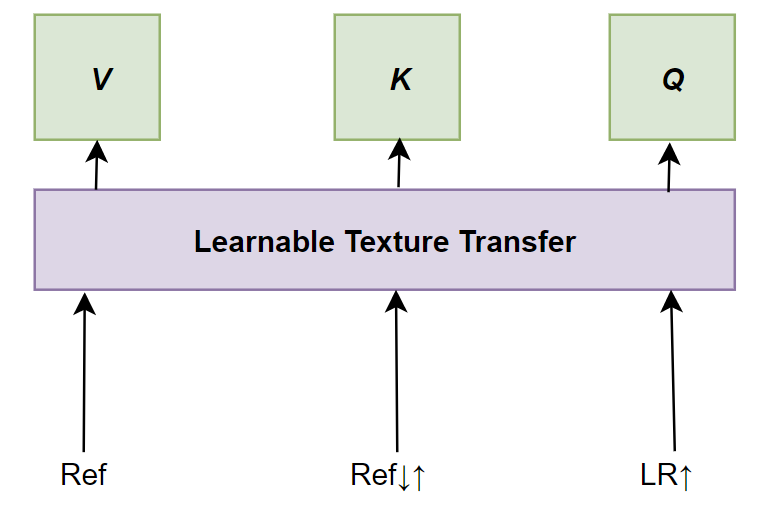 V K Q
Learnable Texture Transfer
Ref Ref↓↑ LR↑